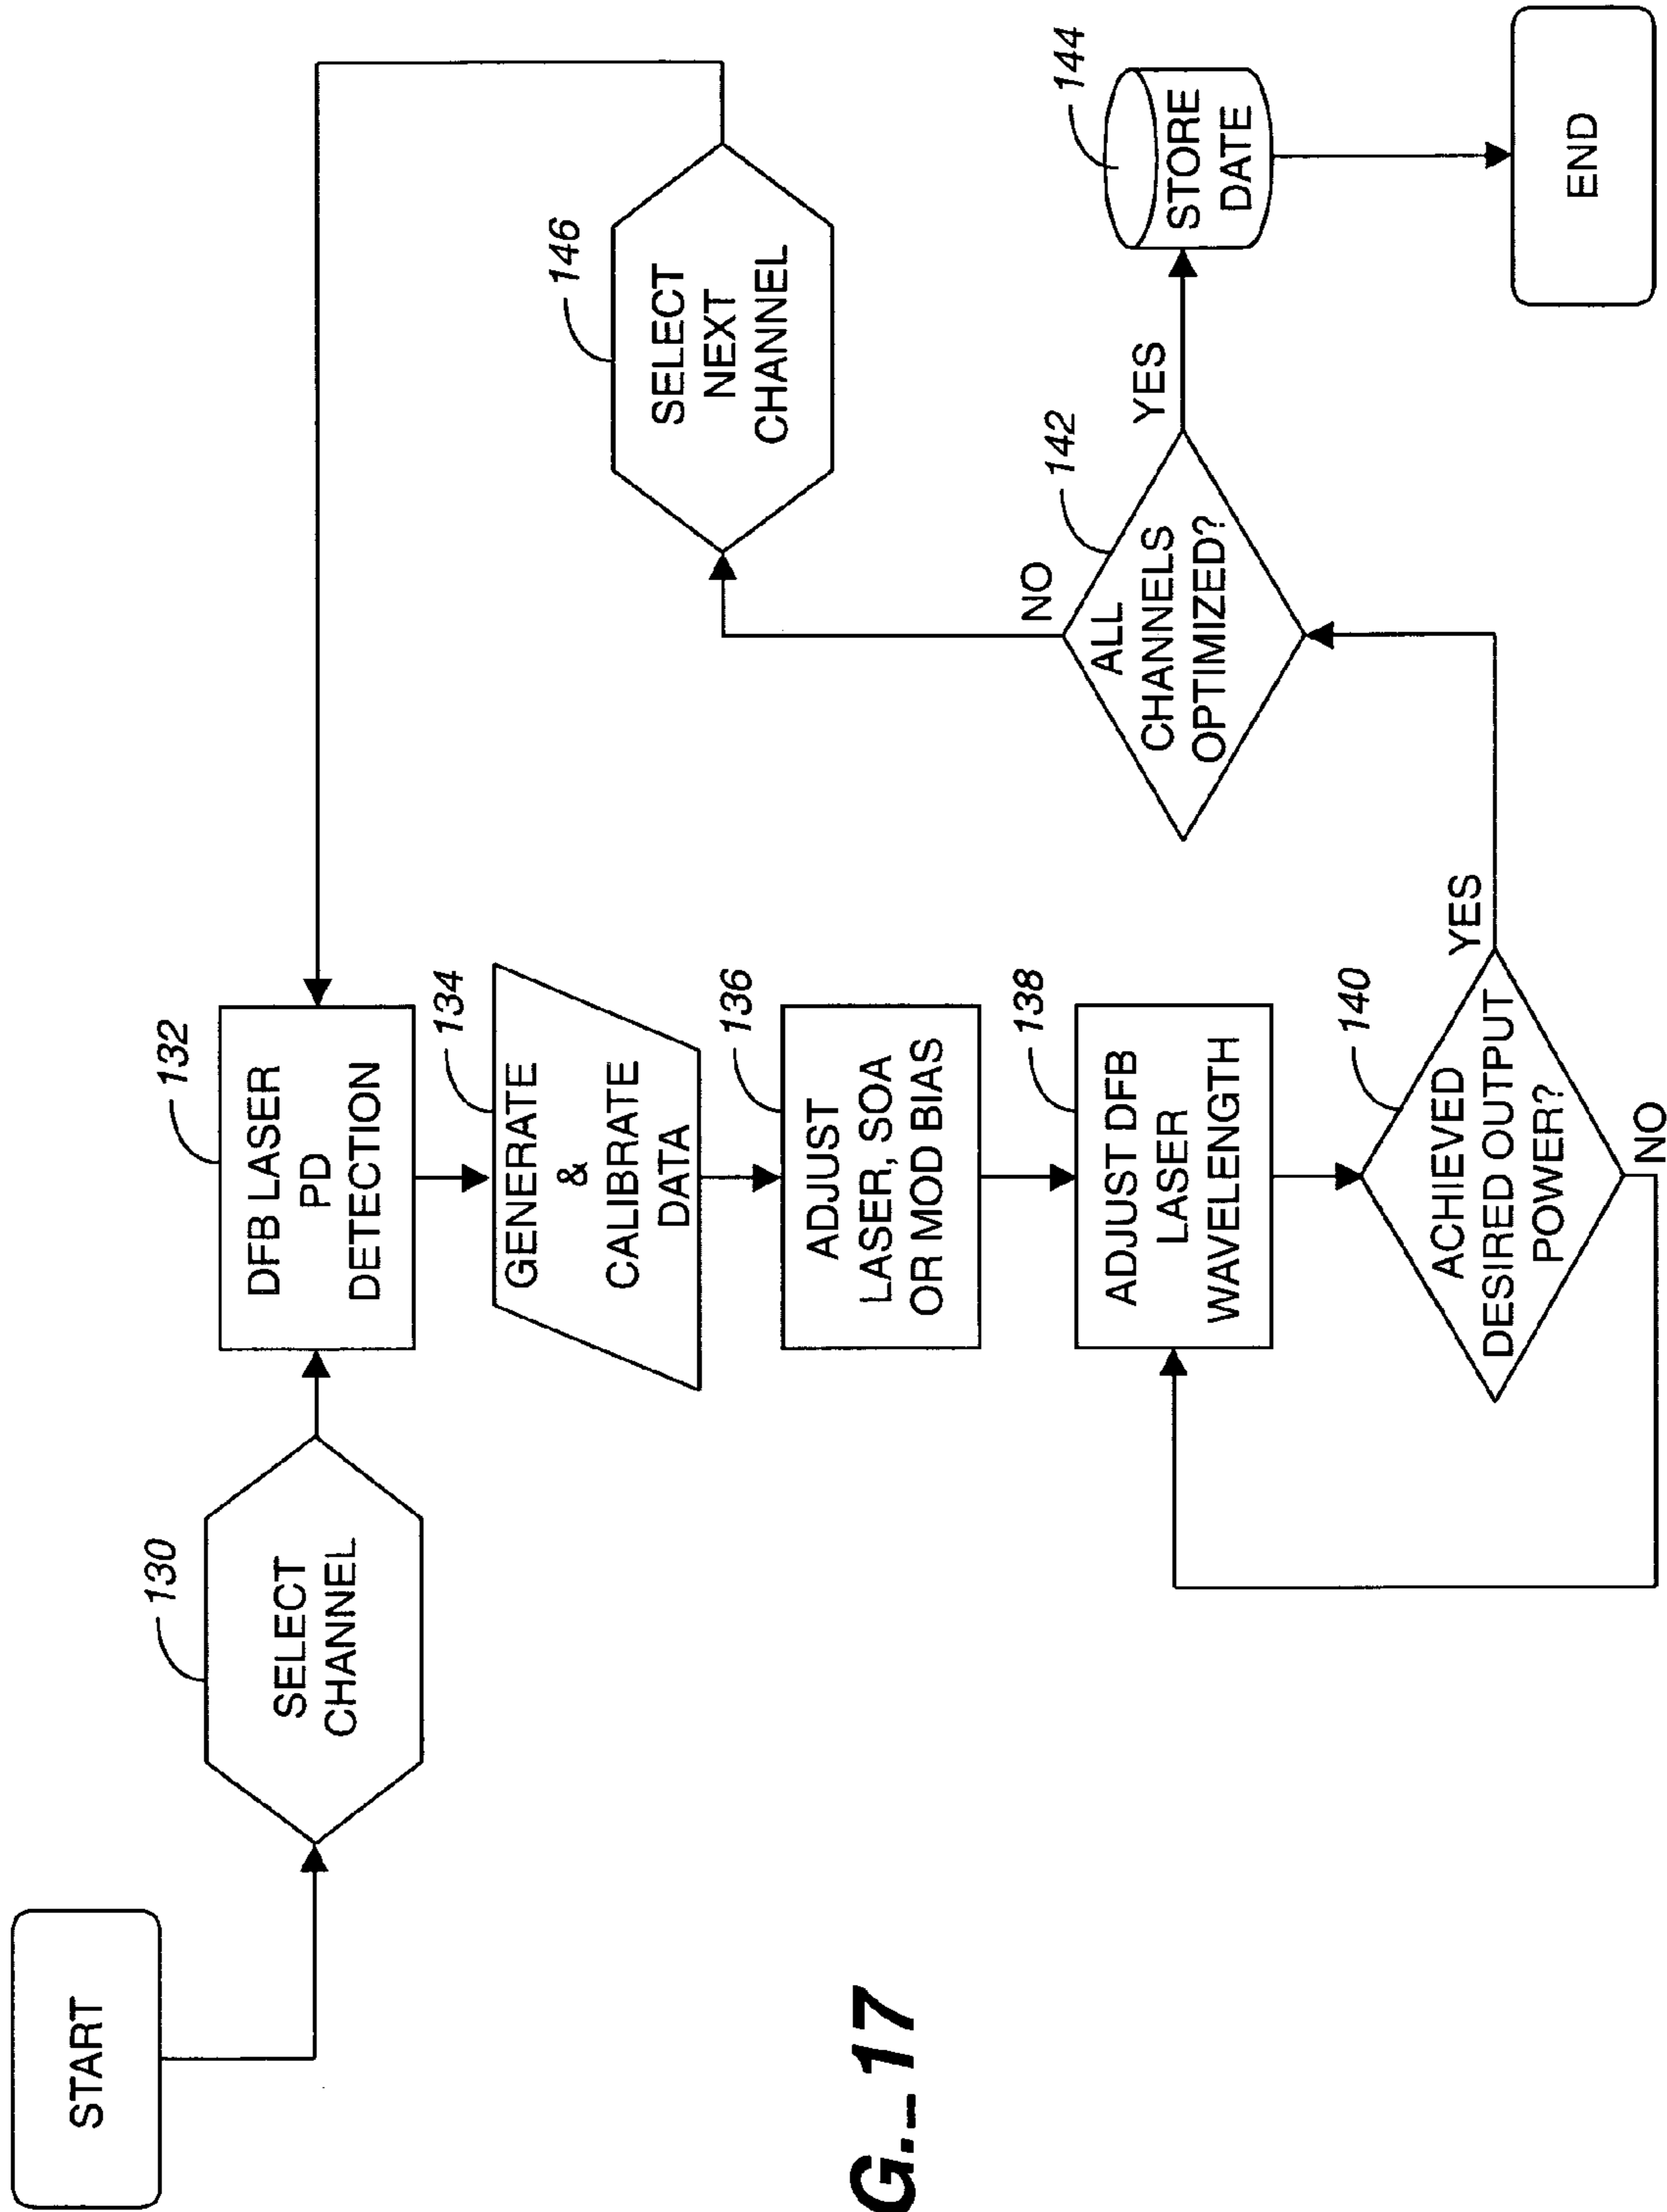 START
130
SELECT
CHANNEL
132
DFB LASER
PD
DETECTION
134
GENERATE
&
CALIBRATE
DATA
136
ADJUST
LASER, SOA
OR MOD BIAS
138
ADJUST DFB
LASER
WAVELENGTH
140
ACHIEVED
DESIRED OUTPUT
POWER?
NO
YES
142
ALL
CHANNELS
OPTIMIZED?
NO
YES
146
SELECT
NEXT
CHANNEL
144
STORE
DATE
END
G._17